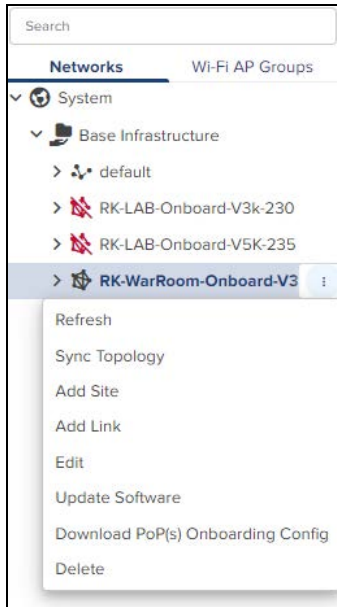 Search
Networks Wi-Fi AP Groups
System
Base Infrastructure
default
RK-LAB-Onboard-V3k-230
RK-LAB-Onboard-V5K-235
RK-WarRoom-Onboard-V3
Refresh
Sync Topology
Add Site
Add Link
Edit
Update Software
Download PoP(s) Onboarding Config
Delete